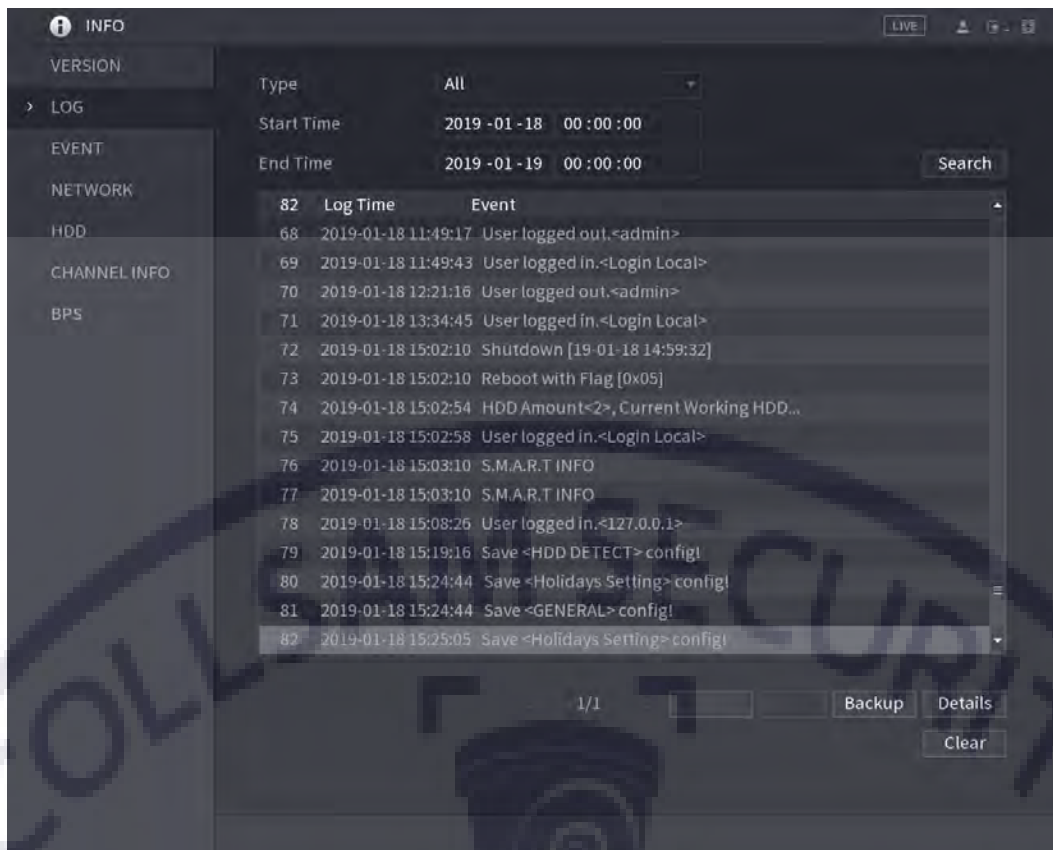 INFO
LIVE
VERSION
LOG
EVENT
NETWORK
HDD
CHANNEL INFO
BPS
Type All
Start Time 2019 -01 -18 00 : 00 : 00
End Time 2019 -01 -19 00 : 00 : 00
Search
82 Log Time Event
68 2019-01-18 11:49:17 User logged out.<admin>
69 2019-01-18 11:49:43 User logged in.<Login Local>
70 2019-01-18 12:21:16 User logged out.<admin>
71 2019-01-18 13:34:45 User logged in.<Login Local>
72 2019-01-18 15:02:10 Shutdown [19-01-18 14:59:32]
73 2019-01-18 15:02:10 Reboot with Flag [0x05]
74 2019-01-18 15:02:54 HDD Amount<2>, Current Working HDD...
75 2019-01-18 15:02:58 User logged in.<Login Local>
76 2019-01-18 15:03:10 S.M.A.R.T INFO
77 2019-01-18 15:03:10 S.M.A.R.T INFO
78 2019-01-18 15:08:26 User logged in.<127.0.0.1>
79 2019-01-18 15:19:16 Save <HDD DETECT> config!
80 2019-01-18 15:24:44 Save <Holidays Setting> config!
81 2019-01-18 15:24:44 Save <GENERAL> config!
82 2019-01-18 15:25:05 Save <Holidays Setting> config!
1/1
Backup Details
Clear
COLLSAM SECURITY